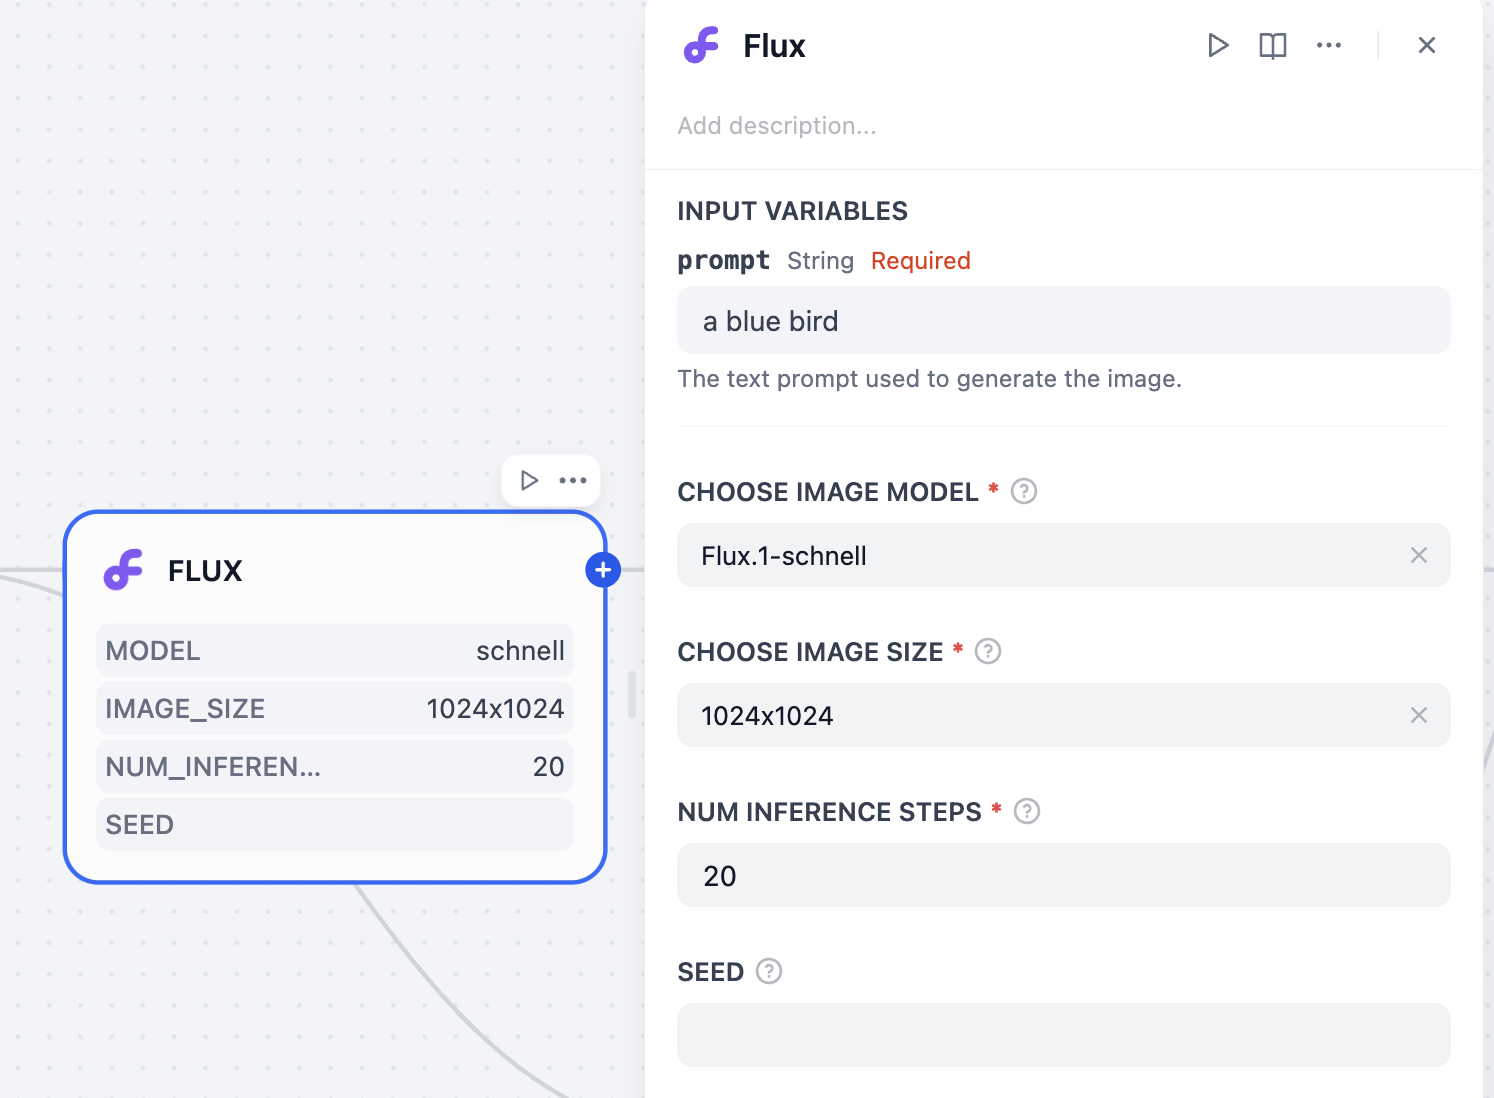 FLUX
MODEL schnell
IMAGE_SIZE 1024x1024
NUM_INFEREN... 20
SEED
Flux
Add description...
INPUT VARIABLES
prompt String Required
a blue bird
The text prompt used to generate the image.
CHOOSE IMAGE MODEL *
Flux.1-schnell
CHOOSE IMAGE SIZE *
1024x1024
NUM INFERENCE STEPS *
20
SEED